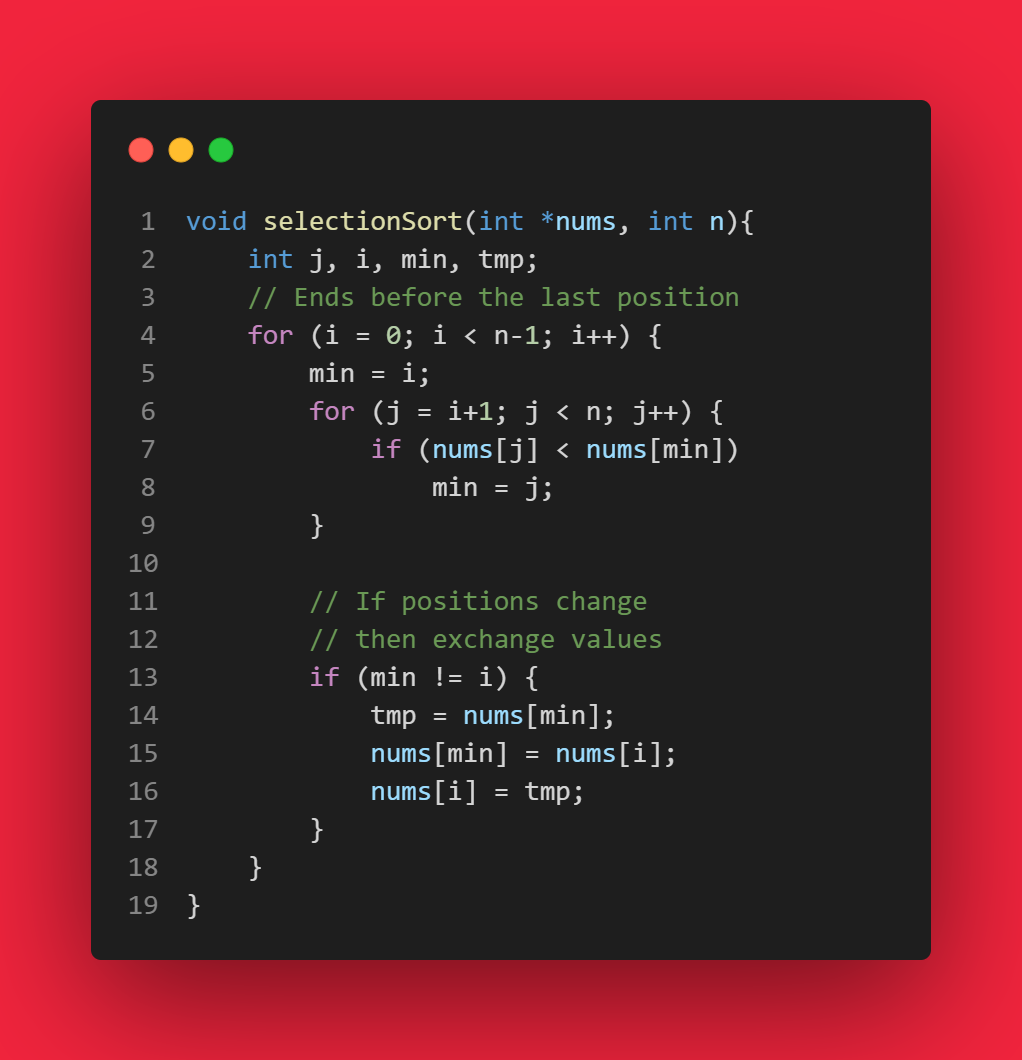 1 void selectionSort(int *nums, int n){
2     int j, i, min, tmp;
3     // Ends before the last position
4     for (i = 0; i < n-1; i++) {
5         min = i;
6         for (j = i+1; j < n; j++) {
7             if (nums[j] < nums[min])
8                 min = j;
9         }
10
11         // If positions change
12         // then exchange values
13         if (min != i) {
14             tmp = nums[min];
15             nums[min] = nums[i];
16             nums[i] = tmp;
17         }
18     }
19 }